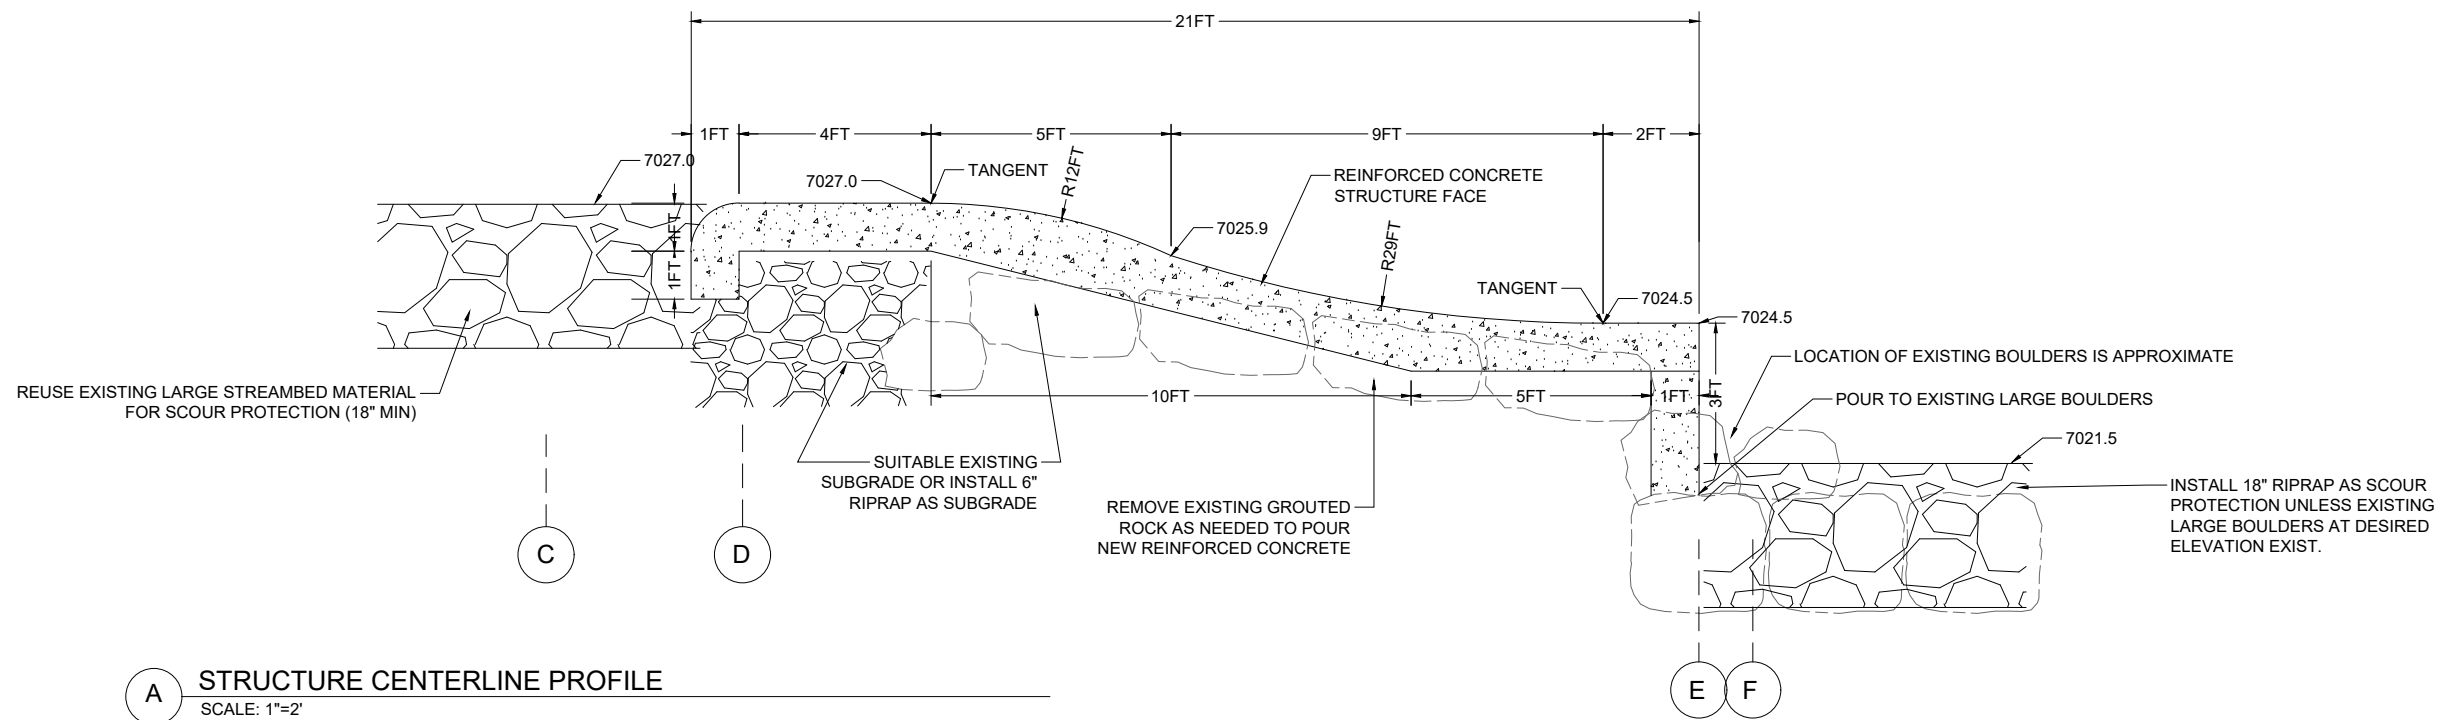 21FT
1FT
4FT
5FT
9FT
2FT
7027.0
7027.0
TANGENT
R12FT
REINFORCED CONCRETE
STRUCTURE FACE
1FT
1FT
7025.9
R29FT
TANGENT
7024.5
7024.5
LOCATION OF EXISTING BOULDERS IS APPROXIMATE
REUSE EXISTING LARGE STREAMBED MATERIAL
FOR SCOUR PROTECTION (18" MIN)
10FT
5FT
1FT
3FT
POUR TO EXISTING LARGE BOULDERS
7021.5
SUITABLE EXISTING
SUBGRADE OR INSTALL 6"
RIPRAP AS SUBGRADE
REMOVE EXISTING GROUTED
ROCK AS NEEDED TO POUR
NEW REINFORCED CONCRETE
INSTALL 18" RIPRAP AS SCOUR
PROTECTION UNLESS EXISTING
LARGE BOULDERS AT DESIRED
ELEVATION EXIST.
C
D
E
F
A
STRUCTURE CENTERLINE PROFILE
SCALE: 1"=2'